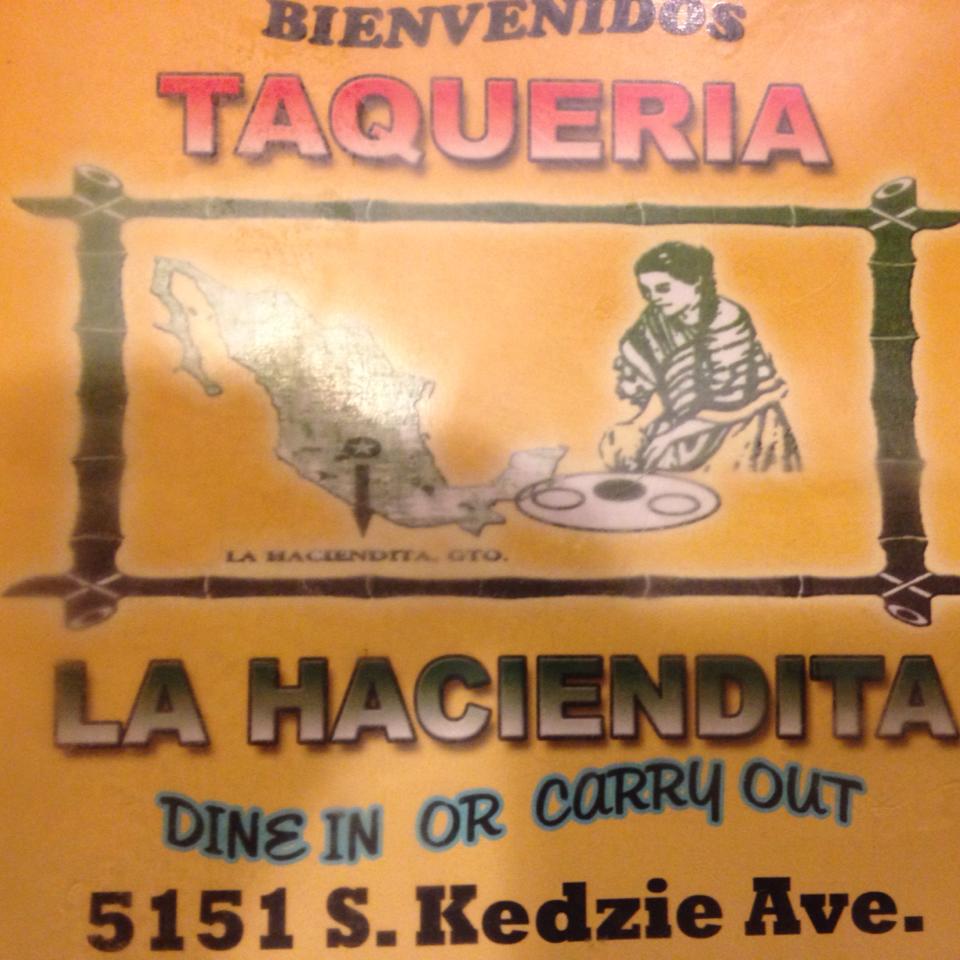 BIENVENIDOS
TAQUERIA
LA HACIENDITA, GTO.
LA HACIENDITA
DINE IN OR CARRY OUT
5151 S. Kedzie Ave.